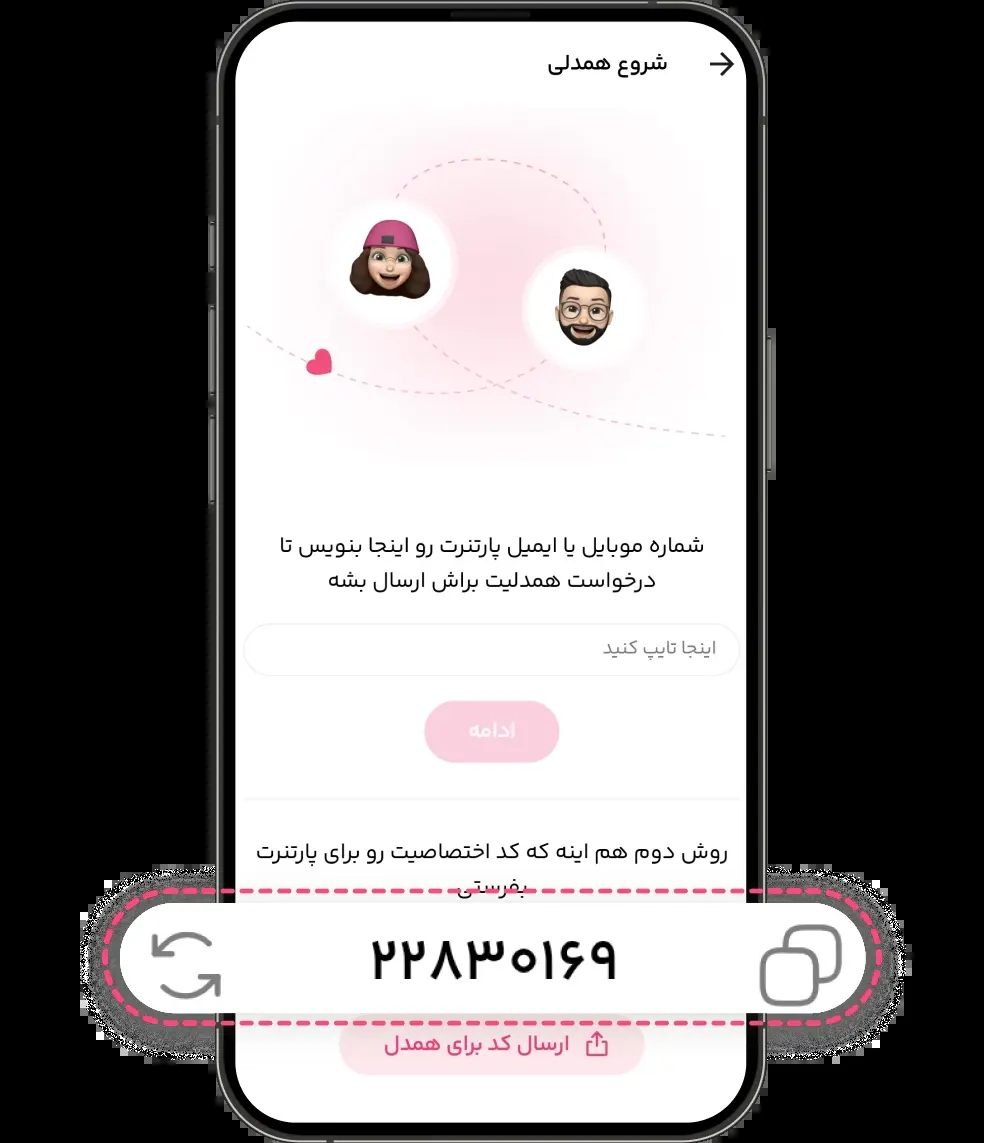 شروع همدلی
شماره موبایل یا ایمیل پارتنرت رو اینجا بنویس تا
درخواست همدلیت براش ارسال بشه
اینجا تایپ کنید
ادامه
روش دوم هم اینه که کد اختصاصیت رو برای پارتنرت
بفرستی
۲۲۸۳۰۱۶۹
ارسال کد برای همدل